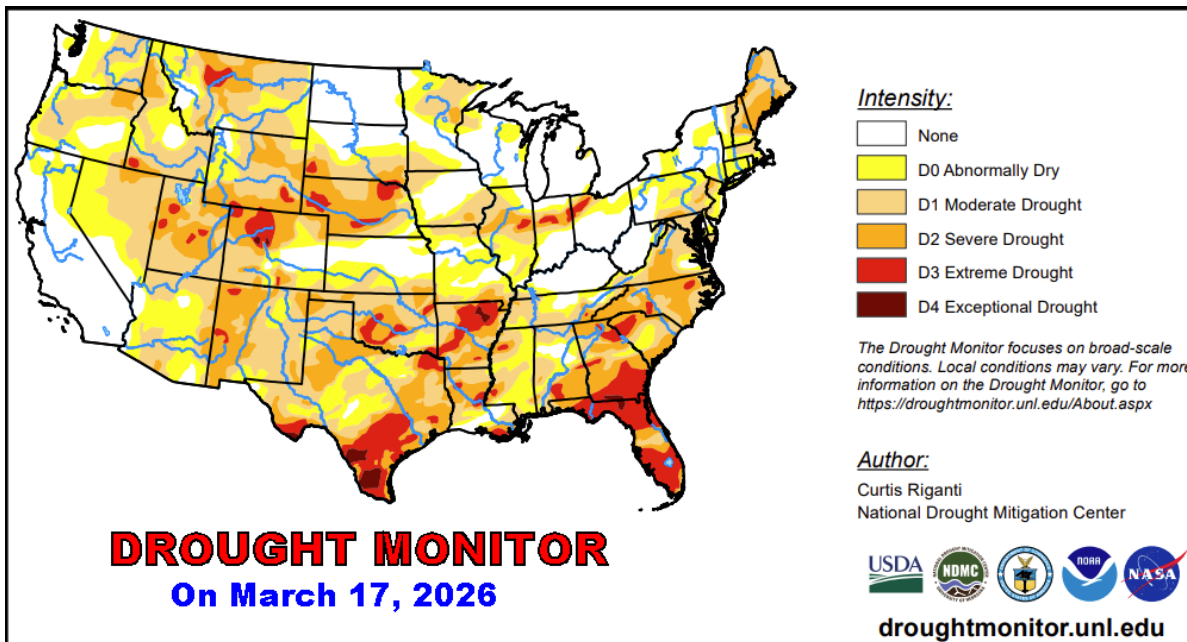 Intensity:
None
D0 Abnormally Dry
D1 Moderate Drought
D2 Severe Drought
D3 Extreme Drought
D4 Exceptional Drought
The Drought Monitor focuses on broad-scale
conditions. Local conditions may vary. For more
information on the Drought Monitor, go to
https://droughtmonitor.unl.edu/About.aspx
Author:
Curtis Riganti
National Drought Mitigation Center
DROUGHT MONITOR
On March 17, 2026
USDA
NDMC
NOAA
NASA
droughtmonitor.unl.edu